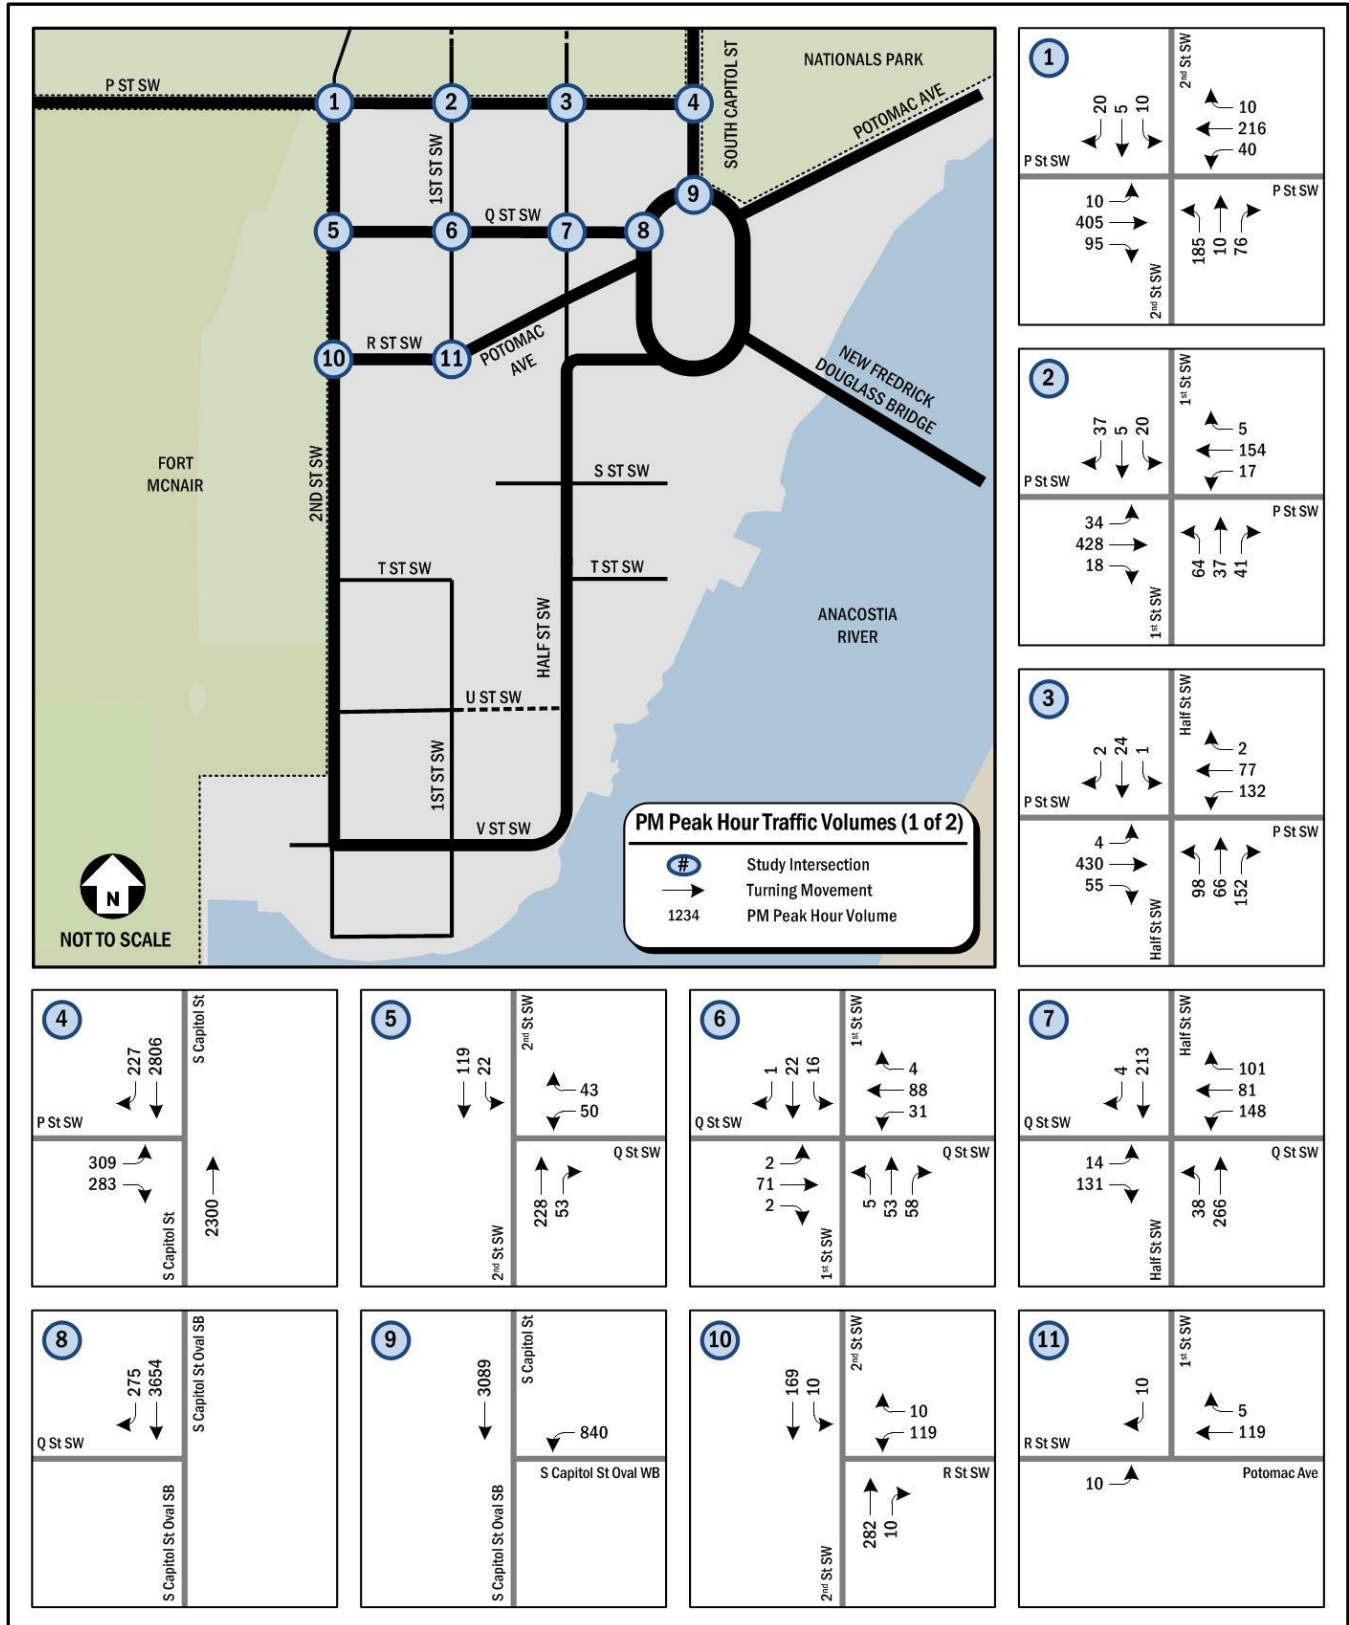 P ST SW
1
2
3
4
SOUTH CAPITOL ST
NATIONALS PARK
POTOMAC AVE
1ST ST SW
9
Q ST SW
5
6
7
8
R ST SW
10
11
POTOMAC
AVE
NEW FREDRICK
DOUGLASS BRIDGE
FORT
MCNAIR
2ND ST SW
S ST SW
T ST SW
T ST SW
HALF ST SW
ANACOSTIA
RIVER
U ST SW
1ST ST SW
V ST SW
N
NOT TO SCALE
PM Peak Hour Traffic Volumes (1 of 2)
# Study Intersection
Turning Movement
1234 PM Peak Hour Volume
1
2nd St SW
20 5 10
10
216
40
P St SW
P St SW
10
405
95
185 10 76
2nd St SW
2
1st St SW
37 5 20
5
154
17
P St SW
P St SW
34
428
18
64 37 41
1st St SW
3
Half St SW
2 24 1
2
77
132
P St SW
P St SW
4
430
55
98 66 152
Half St SW
4
S Capitol St
227 2806
P St SW
309
283
2300
S Capitol St
5
2nd St SW
119 22
43
50
Q St SW
228 53
2nd St SW
6
1st St SW
1 22 16
4
88
31
Q St SW
Q St SW
2
71
2
5 53 58
1st St SW
7
Half St SW
4 213
101
81
148
Q St SW
Q St SW
14
131
38 266
Half St SW
8
S Capitol St Oval SB
275 3654
Q St SW
S Capitol St Oval SB
9
S Capitol St
3089
840
S Capitol St Oval WB
S Capitol St Oval SB
10
2nd St SW
169 10
10
119
R St SW
282 10
2nd St SW
11
1st St SW
10
5
119
R St SW
Potomac Ave
10